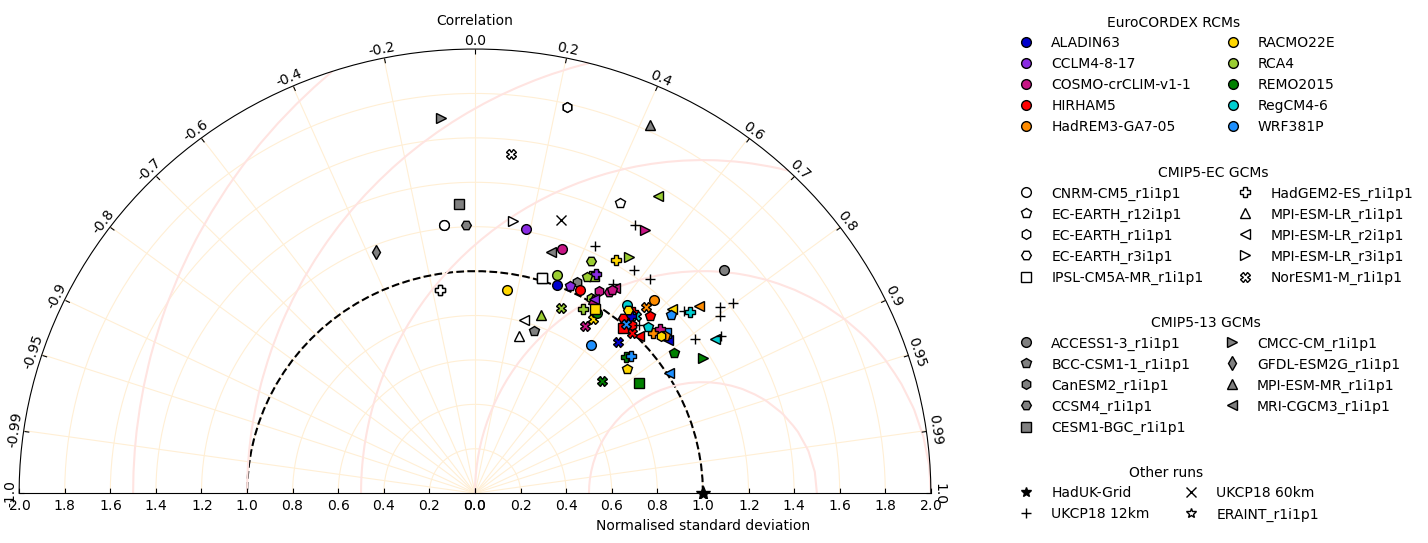 Correlation
-0.2 0.0 0.2
-0.4 0.4
-0.6 0.6
-0.7 0.7
-0.8 0.8
-0.9 0.9
-0.95 0.95
-0.99 0.99
-1.0 1.0
2.0 1.8 1.6 1.4 1.2 1.0 0.8 0.6 0.4 0.2 0.0 0.2 0.4 0.6 0.8 1.0 1.2 1.4 1.6 1.8 2.0
Normalised standard deviation
EuroCORDEX RCMs
ALADIN63 RACMO22E
CCLM4-8-17 RCA4
COSMO-crCLIM-v1-1 REMO2015
HIRHAM5 RegCM4-6
HadREM3-GA7-05 WRF381P
CMIP5-EC GCMs
CNRM-CM5_r1i1p1 HadGEM2-ES_r1i1p1
EC-EARTH_r12i1p1 MPI-ESM-LR_r1i1p1
EC-EARTH_r1i1p1 MPI-ESM-LR_r2i1p1
EC-EARTH_r3i1p1 MPI-ESM-LR_r3i1p1
IPSL-CM5A-MR_r1i1p1 NorESM1-M_r1i1p1
CMIP5-13 GCMs
ACCESS1-3_r1i1p1 CMCC-CM_r1i1p1
BCC-CSM1-1_r1i1p1 GFDL-ESM2G_r1i1p1
CanESM2_r1i1p1 MPI-ESM-MR_r1i1p1
CCSM4_r1i1p1 MRI-CGCM3_r1i1p1
CESM1-BGC_r1i1p1
Other runs
HadUK-Grid UKCP18 60km
UKCP18 12km ERAINT_r1i1p1